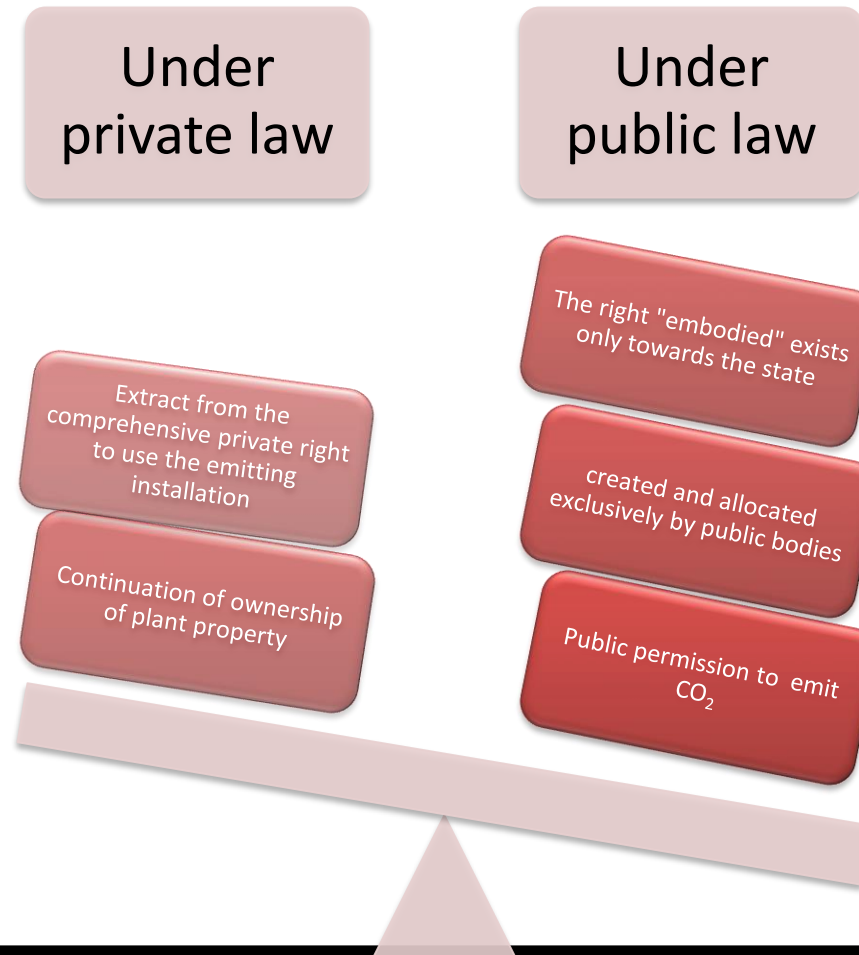 Under
private law
Under
public law
The right "embodied" exists
only towards the state
Extract from the
comprehensive private right
to use the emitting
installation
created and allocated
exclusively by public bodies
Continuation of ownership
of plant property
Public permission to  emit
CO₂